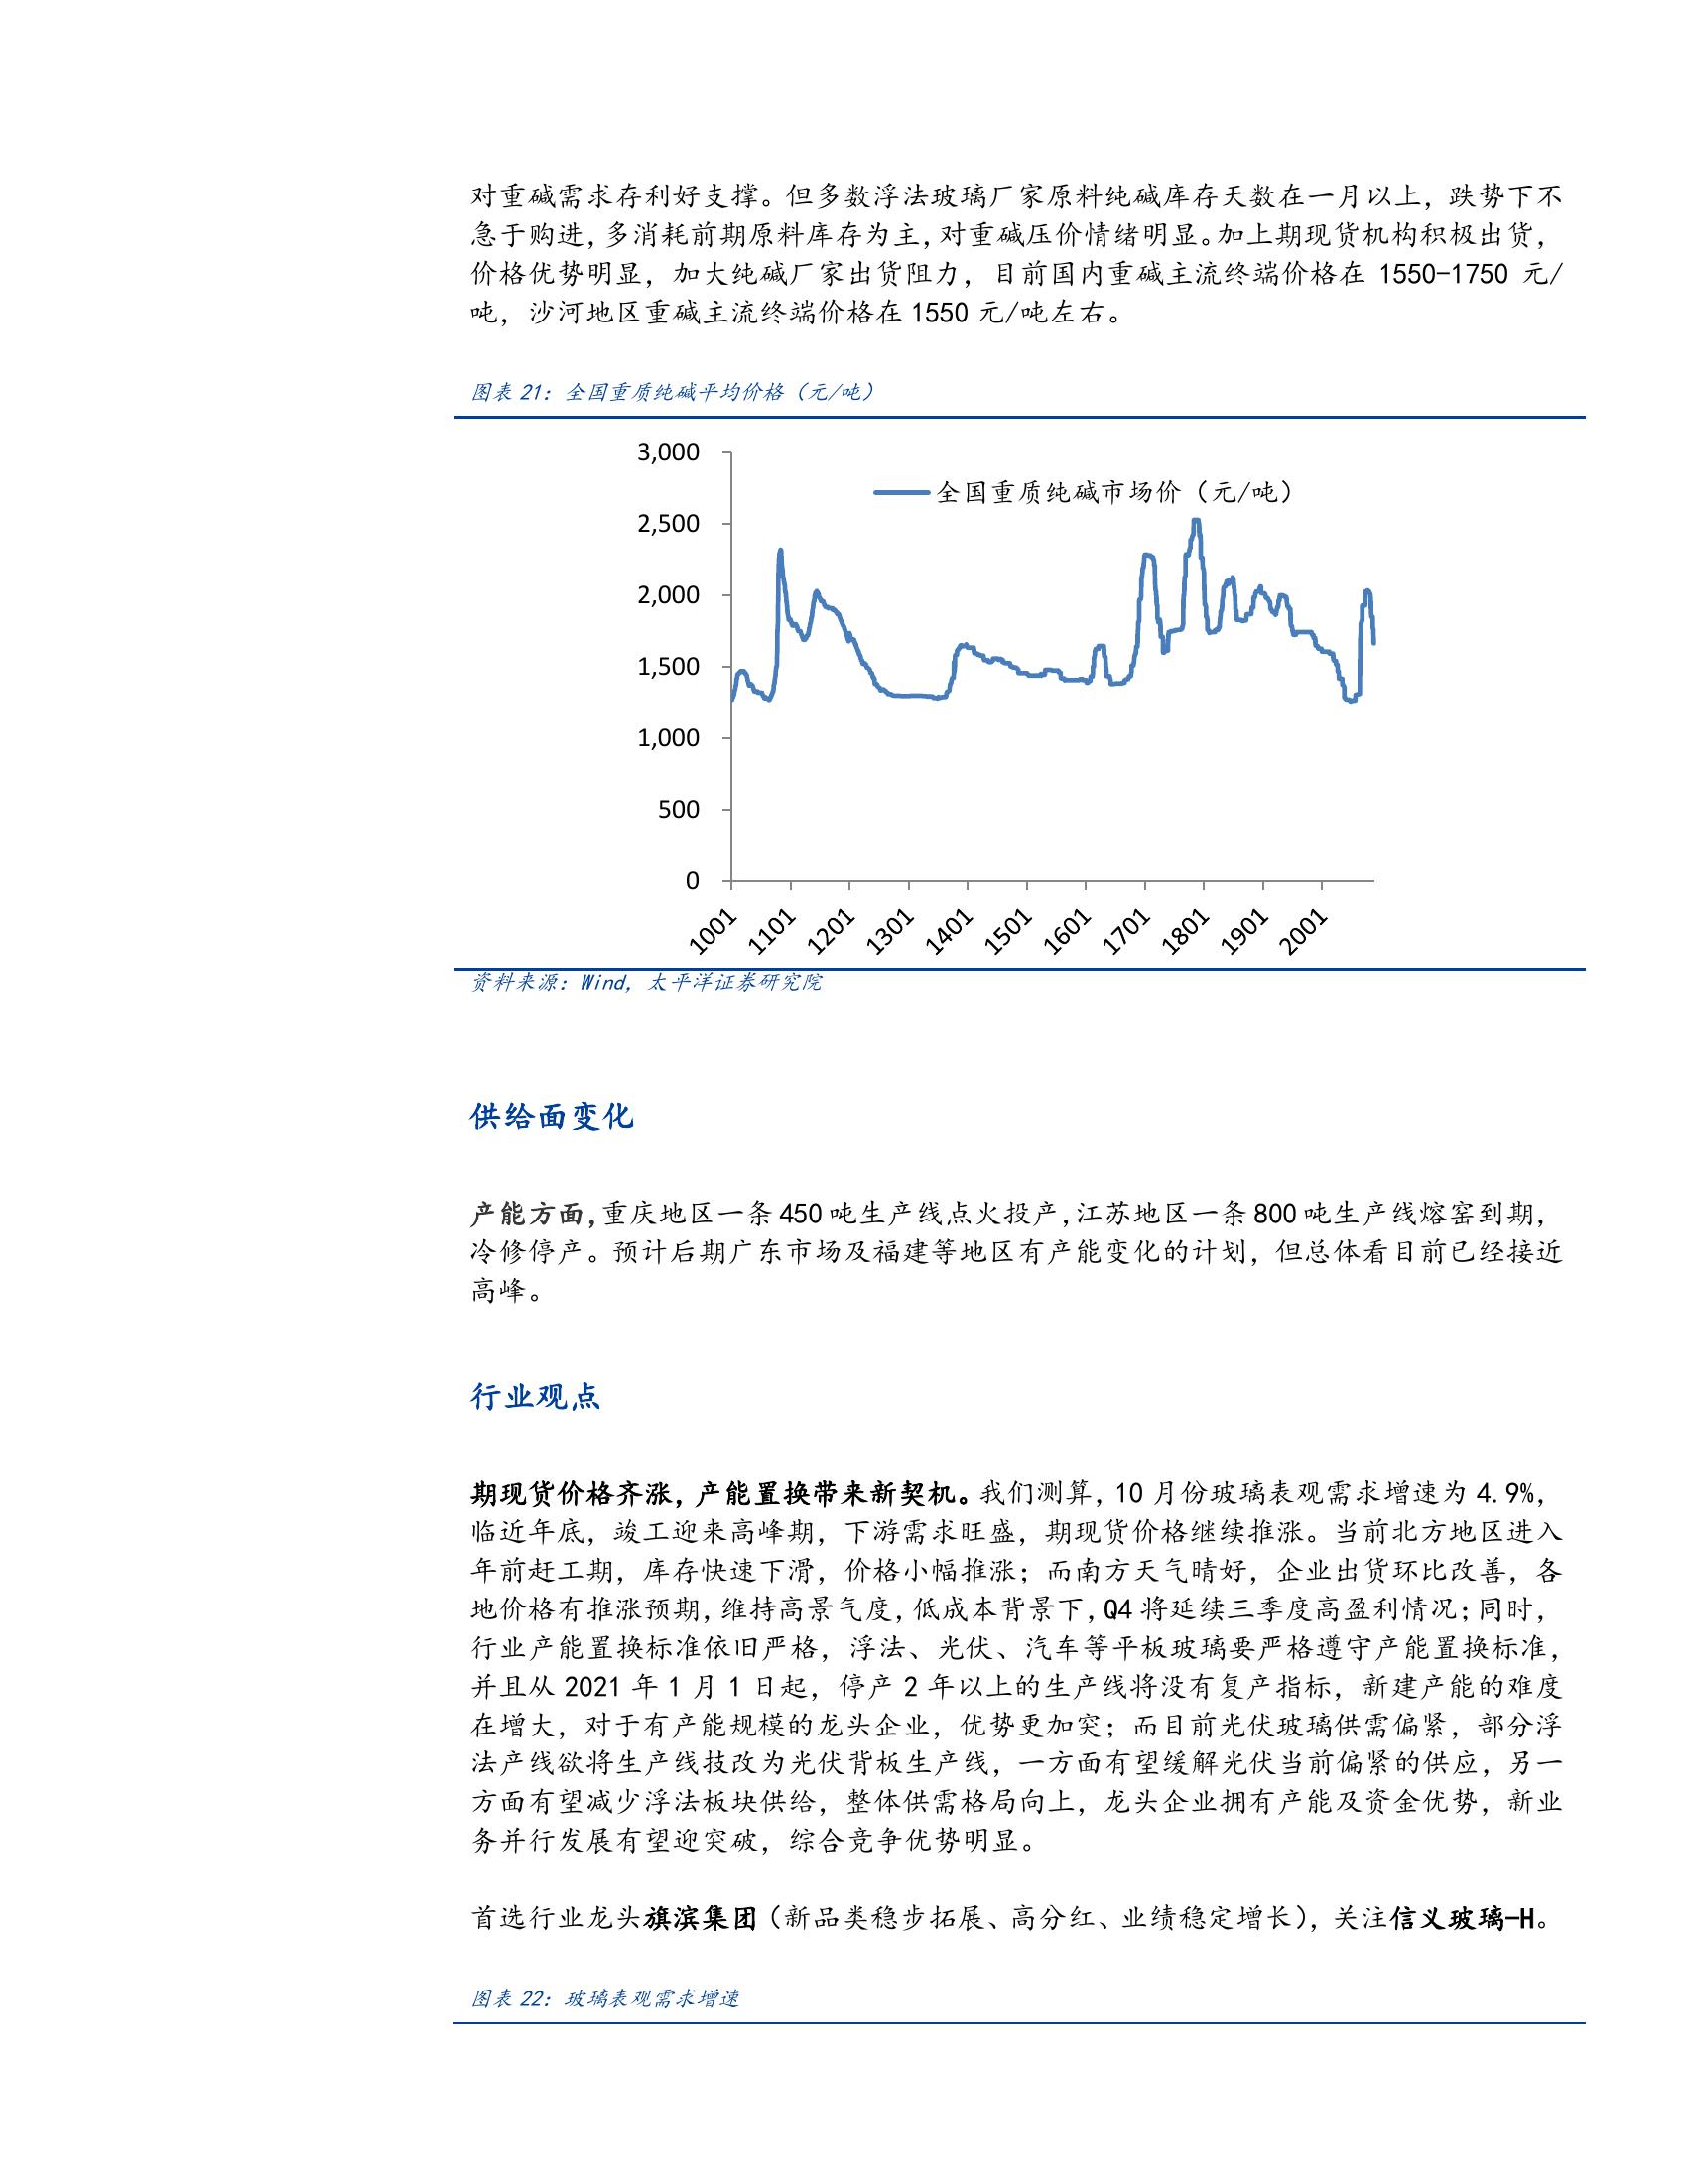 对重碱需求存利好支撑。但多数浮法玻璃厂家原料纯碱库存天数在一月以上，跌势下不
急于购进，多消耗前期原料库存为主，对重碱压价情绪明显。加上期现货机构积极出货，
价格优势明显，加大纯碱厂家出货阻力，目前国内重碱主流终端价格在 1550-1750 元/
吨，沙河地区重碱主流终端价格在 1550 元/吨左右。
图表 21：全国重质纯碱平均价格（元/吨）
3,000
全国重质纯碱市场价（元/吨）
2,500
2,000
1,500
1,000
500
0
1001 1101 1201 1301 1401 1501 1601 1701 1801 1901 2001
资料来源：Wind，太平洋证券研究院
供给面变化
产能方面，重庆地区一条 450 吨生产线点火投产，江苏地区一条 800 吨生产线熔窑到期，
冷修停产。预计后期广东市场及福建等地区有产能变化的计划，但总体看目前已经接近
高峰。
行业观点
期现货价格齐涨，产能置换带来新契机。我们测算，10 月份玻璃表观需求增速为 4.9%，
临近年底，竣工迎来高峰期，下游需求旺盛，期现货价格继续推涨。当前北方地区进入
年前赶工期，库存快速下滑，价格小幅推涨；而南方天气晴好，企业出货环比改善，各
地价格有推涨预期，维持高景气度，低成本背景下，Q4 将延续三季度高盈利情况；同时，
行业产能置换标准依旧严格，浮法、光伏、汽车等平板玻璃要严格遵守产能置换标准，
并且从 2021 年 1 月 1 日起，停产 2 年以上的生产线将没有复产指标，新建产能的难度
在增大，对于有产能规模的龙头企业，优势更加突；而目前光伏玻璃供需偏紧，部分浮
法产线欲将生产线技改为光伏背板生产线，一方面有望缓解光伏当前偏紧的供应，另一
方面有望减少浮法板块供给，整体供需格局向上，龙头企业拥有产能及资金优势，新业
务并行发展有望迎突破，综合竞争优势明显。
首选行业龙头旗滨集团（新品类稳步拓展、高分红、业绩稳定增长），关注信义玻璃-H。
图表 22：玻璃表观需求增速